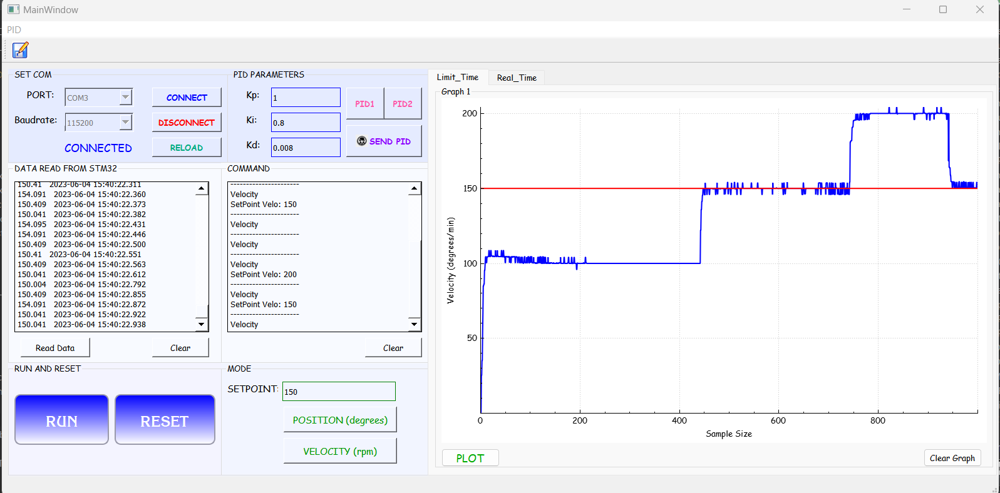 MainWindow
PID
SET COM
PORT:
COM3
CONNECT
Baudrate:
115200
DISCONNECT
CONNECTED
RELOAD
PID PARAMETERS
Kp:
1
Ki:
0.8
Kd:
0.008
PID1
PID2
SEND PID
DATA READ FROM STM32
150.41 2023-06-04 15:40:22.311
154.091 2023-06-04 15:40:22.360
150.409 2023-06-04 15:40:22.373
150.041 2023-06-04 15:40:22.382
154.095 2023-06-04 15:40:22.431
154.091 2023-06-04 15:40:22.446
150.409 2023-06-04 15:40:22.500
150.41 2023-06-04 15:40:22.551
150.409 2023-06-04 15:40:22.563
150.041 2023-06-04 15:40:22.612
150.004 2023-06-04 15:40:22.792
150.409 2023-06-04 15:40:22.855
154.091 2023-06-04 15:40:22.872
150.041 2023-06-04 15:40:22.922
150.041 2023-06-04 15:40:22.938
Read Data
Clear
COMMAND
----------------------
Velocity
SetPoint Velo: 150
----------------------
Velocity
----------------------
Velocity
----------------------
Velocity
SetPoint Velo: 200
----------------------
Velocity
SetPoint Velo: 150
----------------------
Velocity
Clear
RUN AND RESET
RUN
RESET
MODE
SETPOINT:
150
POSITION (degrees)
VELOCITY (rpm)
Limit_Time
Real_Time
Graph 1
200
150
100
50
Velocity (degrees/min)
0
200
400
600
800
Sample Size
PLOT
Clear Graph